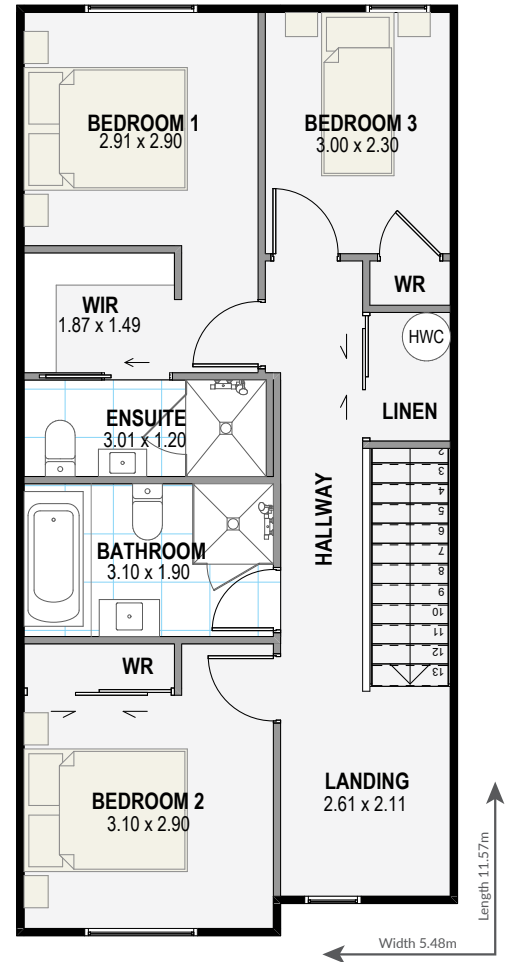 BEDROOM 1
2.91 x 2.90
BEDROOM 3
3.00 x 2.30
WR
WIR
1.87 x 1.49
HWC
LINEN
ENSUITE
3.01 x 1.20
HALLWAY
2
3
4
5
6
7
8
9
10
11
12
13
BATHROOM
3.10 x 1.90
WR
BEDROOM 2
3.10 x 2.90
LANDING
2.61 x 2.11
Length 11.57m
Width 5.48m